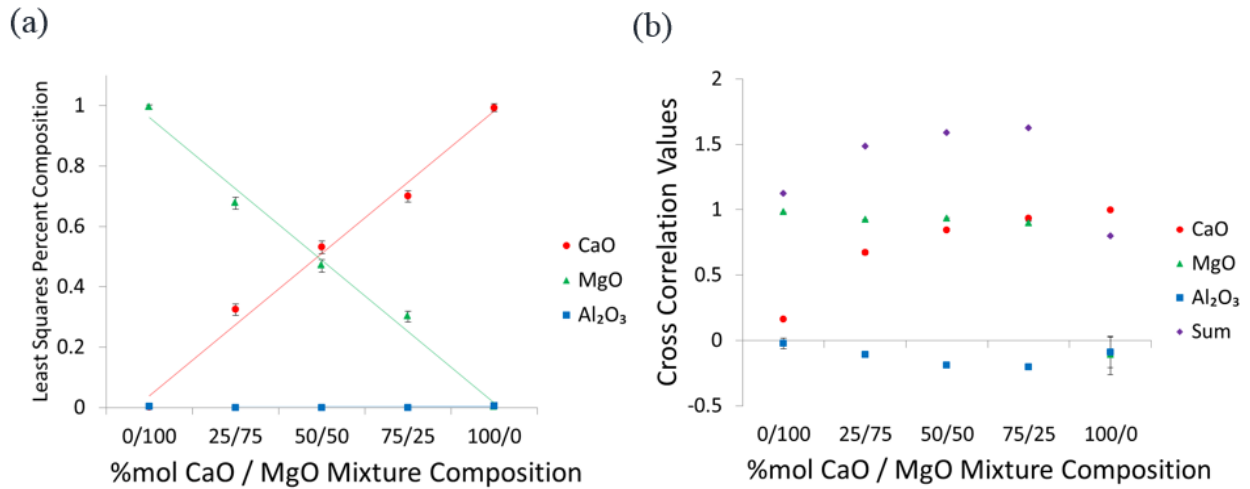 (a)
Least Squares Percent Composition
1
0.8
0.6
0.4
0.2
0
0/100 25/75 50/50 75/25 100/0
%mol CaO / MgO Mixture Composition
CaO
MgO
Al₂O₃
(b)
Cross Correlation Values
2
1.5
1
0.5
0
-0.5
0/100 25/75 50/50 75/25 100/0
%mol CaO / MgO Mixture Composition
CaO
MgO
Al₂O₃
Sum